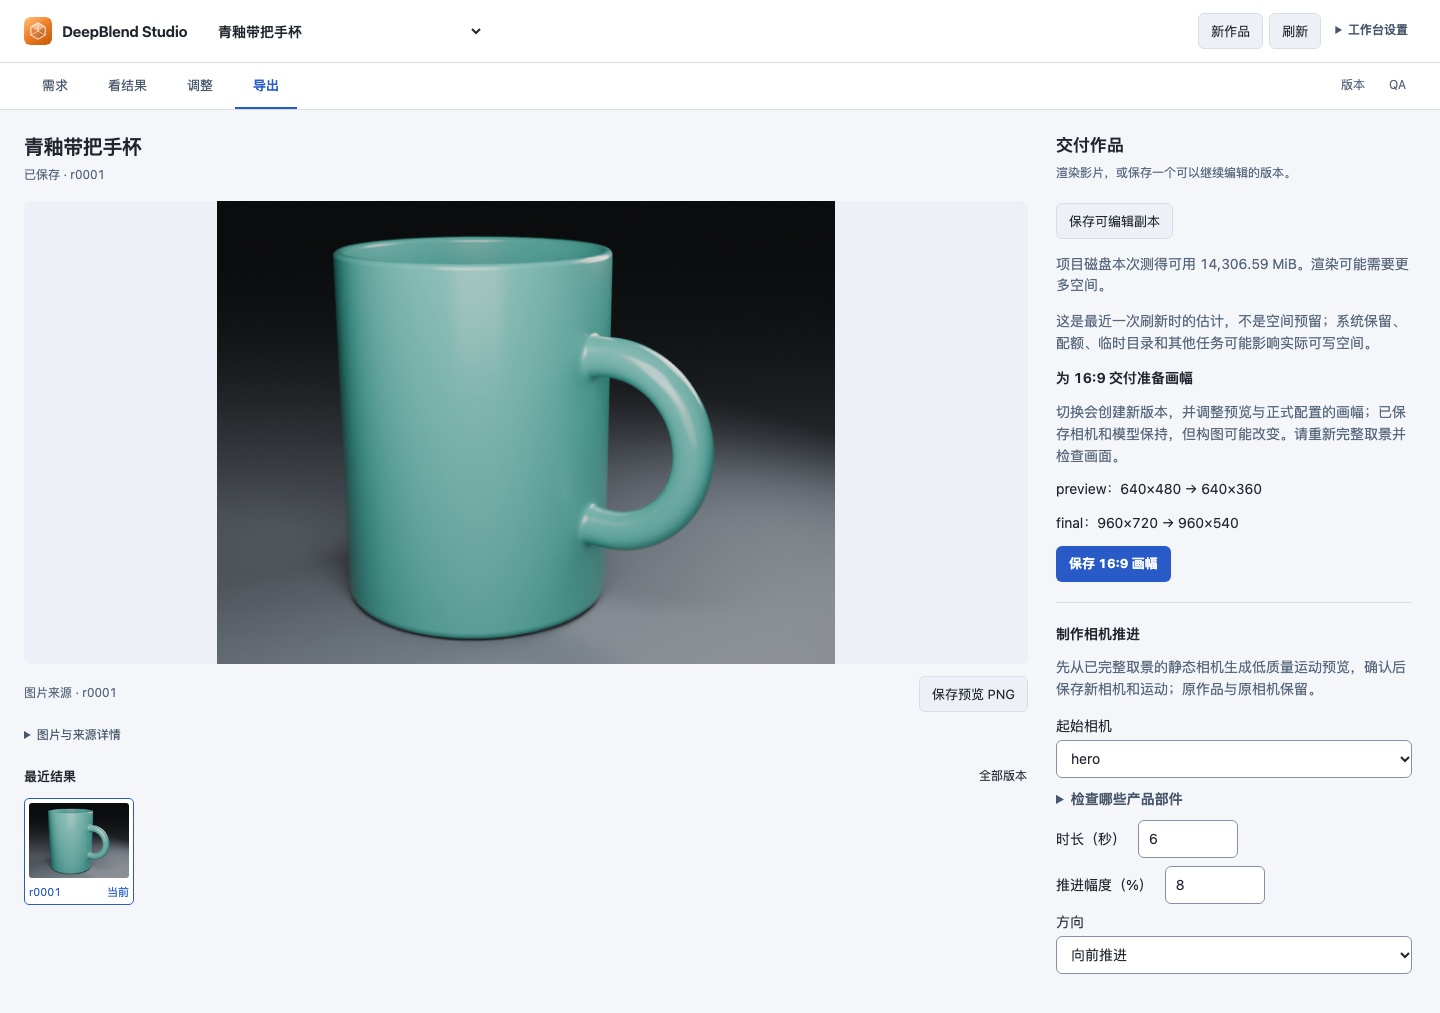 DeepBlend Studio
青釉带把手杯
新作品
刷新
工作台设置
需求
看结果
调整
导出
版本
QA
青釉带把手杯
已保存 · r0001
图片来源 · r0001
保存预览 PNG
图片与来源详情
最近结果
全部版本
r0001
当前
交付作品
渲染影片，或保存一个可以继续编辑的版本。
保存可编辑副本
项目磁盘本次测得可用 14,306.59 MiB。渲染可能需要更
多空间。
这是最近一次刷新时的估计，不是空间预留；系统保留、
配额、临时目录和其他任务可能影响实际可写空间。
为 16:9 交付准备画幅
切换会创建新版本，并调整预览与正式配置的画幅；已保
存相机和模型保持，但构图可能改变。请重新完整取景并
检查画面。
preview：640×480 → 640×360
final：960×720 → 960×540
保存 16:9 画幅
制作相机推进
先从已完整取景的静态相机生成低质量运动预览，确认后
保存新相机和运动；原作品与原相机保留。
起始相机
hero
检查哪些产品部件
时长（秒）
6
推进幅度（%）
8
方向
向前推进